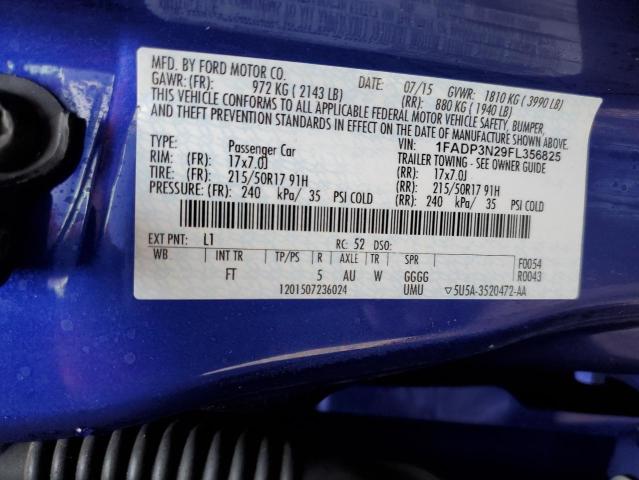 MFD. BY FORD MOTOR CO.
DATE: 07/15 GVWR: 1810 KG ( 3990 LB)
GAWR: (FR): 972 KG ( 2143 LB) (RR): 880 KG ( 1940 LB)
THIS VEHICLE CONFORMS TO ALL APPLICABLE FEDERAL MOTOR VEHICLE SAFETY, BUMPER,
AND THEFT PREVENTION STANDARDS IN EFFECT ON THE DATE OF MANUFACTURE SHOWN ABOVE.
VIN: 1FADP3N29FL356825
TYPE: Passenger Car TRAILER TOWING - SEE OWNERS MANUAL
RIM: (FR): 17x7.0J (RR): 17x7.0J
TIRE: (FR): 215/50R17 91H (RR): 215/50R17 91H
PRESSURE: (FR): 240 kPa/ 35 PSI COLD (RR): 240 kPa/ 35 PSI COLD
EXT PNT: L1 RC: 52 DSO:
WB INT TR TP/PS R AXLE TR SPR F0054
FT 5 AU W GGGG R0043
1201507236024 UMU ▽5U5A-3520472-AA